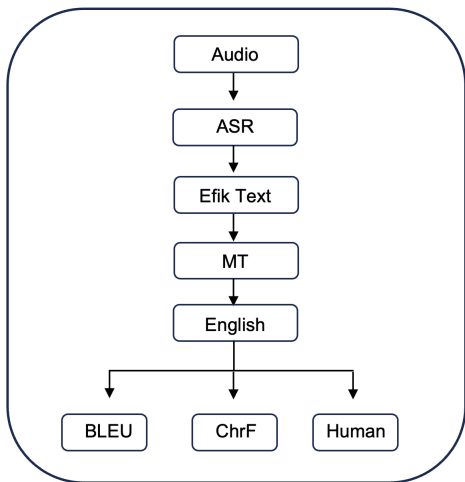 Audio
ASR
Efik Text
MT
English
BLEU
ChrF
Human